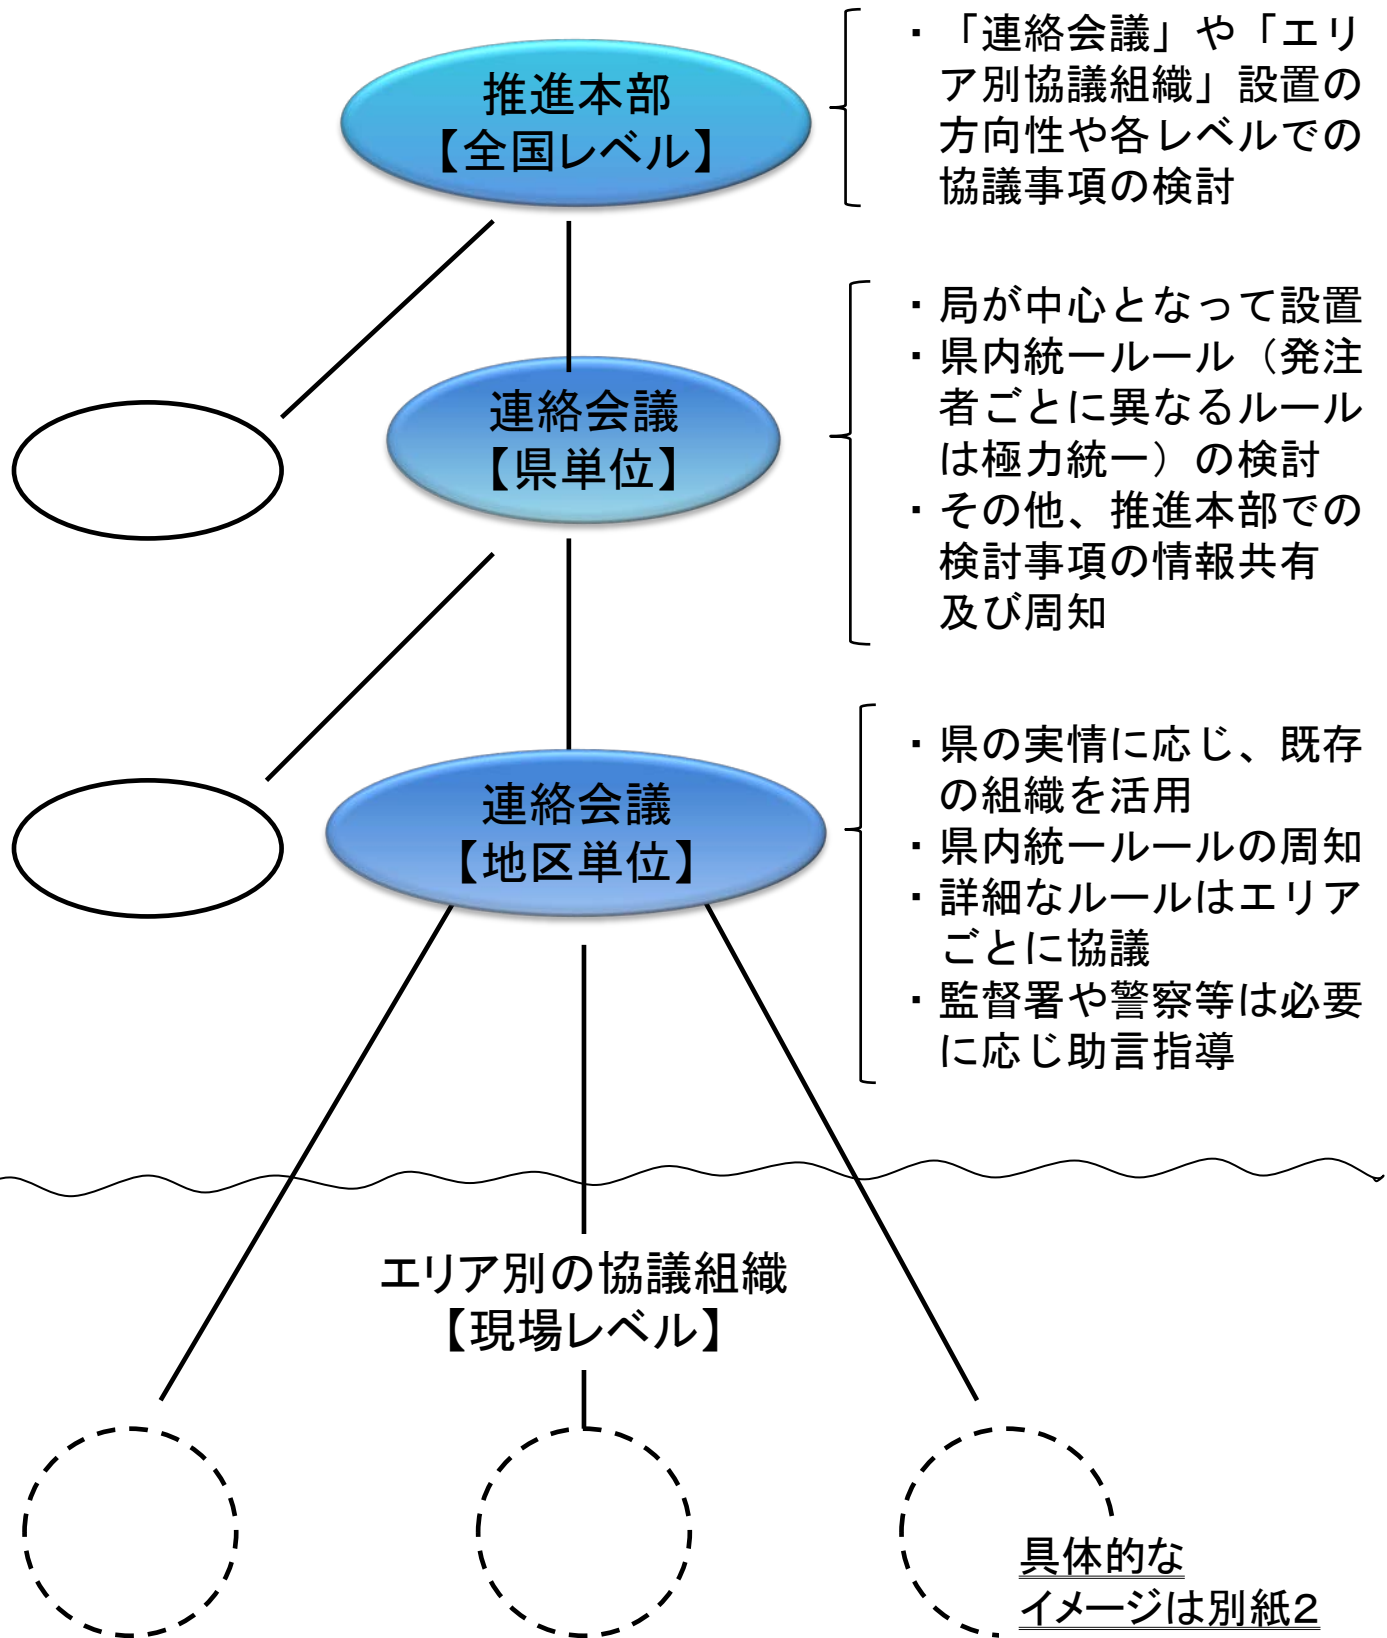 推進本部
【全国レベル】
・「連絡会議」や「エリ
ア別協議組織」設置の
方向性や各レベルでの
協議事項の検討
連絡会議
【県単位】
・局が中心となって設置
・県内統一ルール（発注
者ごとに異なるルール
は極力統一）の検討
・その他、推進本部での
検討事項の情報共有
及び周知
連絡会議
【地区単位】
・県の実情に応じ、既存
の組織を活用
・県内統一ルールの周知
・詳細なルールはエリア
ごとに協議
・監督署や警察等は必要
に応じ助言指導
エリア別の協議組織
【現場レベル】
具体的な
イメージは別紙２